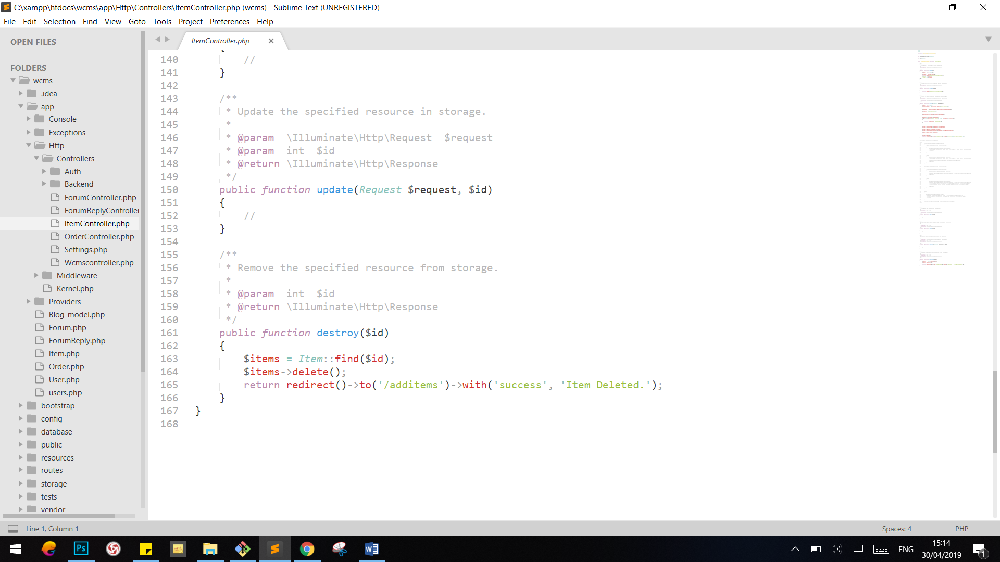 C:\xampp\htdocs\wcms\app\Http\Controllers\ItemController.php (wcms) - Sublime Text (UNREGISTERED)
File Edit Selection Find View Goto Tools Project Preferences Help
OPEN FILES
FOLDERS
wcms
.idea
app
Console
Exceptions
Http
Controllers
Auth
Backend
ForumController.php
ForumReplyController
ItemController.php
OrderController.php
Settings.php
Wcmscontroller.php
Middleware
Kernel.php
Providers
Blog_model.php
Forum.php
ForumReply.php
Item.php
Order.php
User.php
users.php
bootstrap
config
database
public
resources
routes
storage
tests
vendor
ItemController.php
140 //
141 }
142
143 /**
144 * Update the specified resource in storage.
145 *
146 * @param  \Illuminate\Http\Request  $request
147 * @param  int  $id
148 * @return \Illuminate\Http\Response
149 */
150 public function update(Request $request, $id)
151 {
152 //
153 }
154
155 /**
156 * Remove the specified resource from storage.
157 *
158 * @param  int  $id
159 * @return \Illuminate\Http\Response
160 */
161 public function destroy($id)
162 {
163 $items = Item::find($id);
164 $items->delete();
165 return redirect()->to('/additems')->with('success', 'Item Deleted.');
166 }
167 }
168
Line 1, Column 1
Spaces: 4
PHP
Ps
ENG
15:14
30/04/2019
1